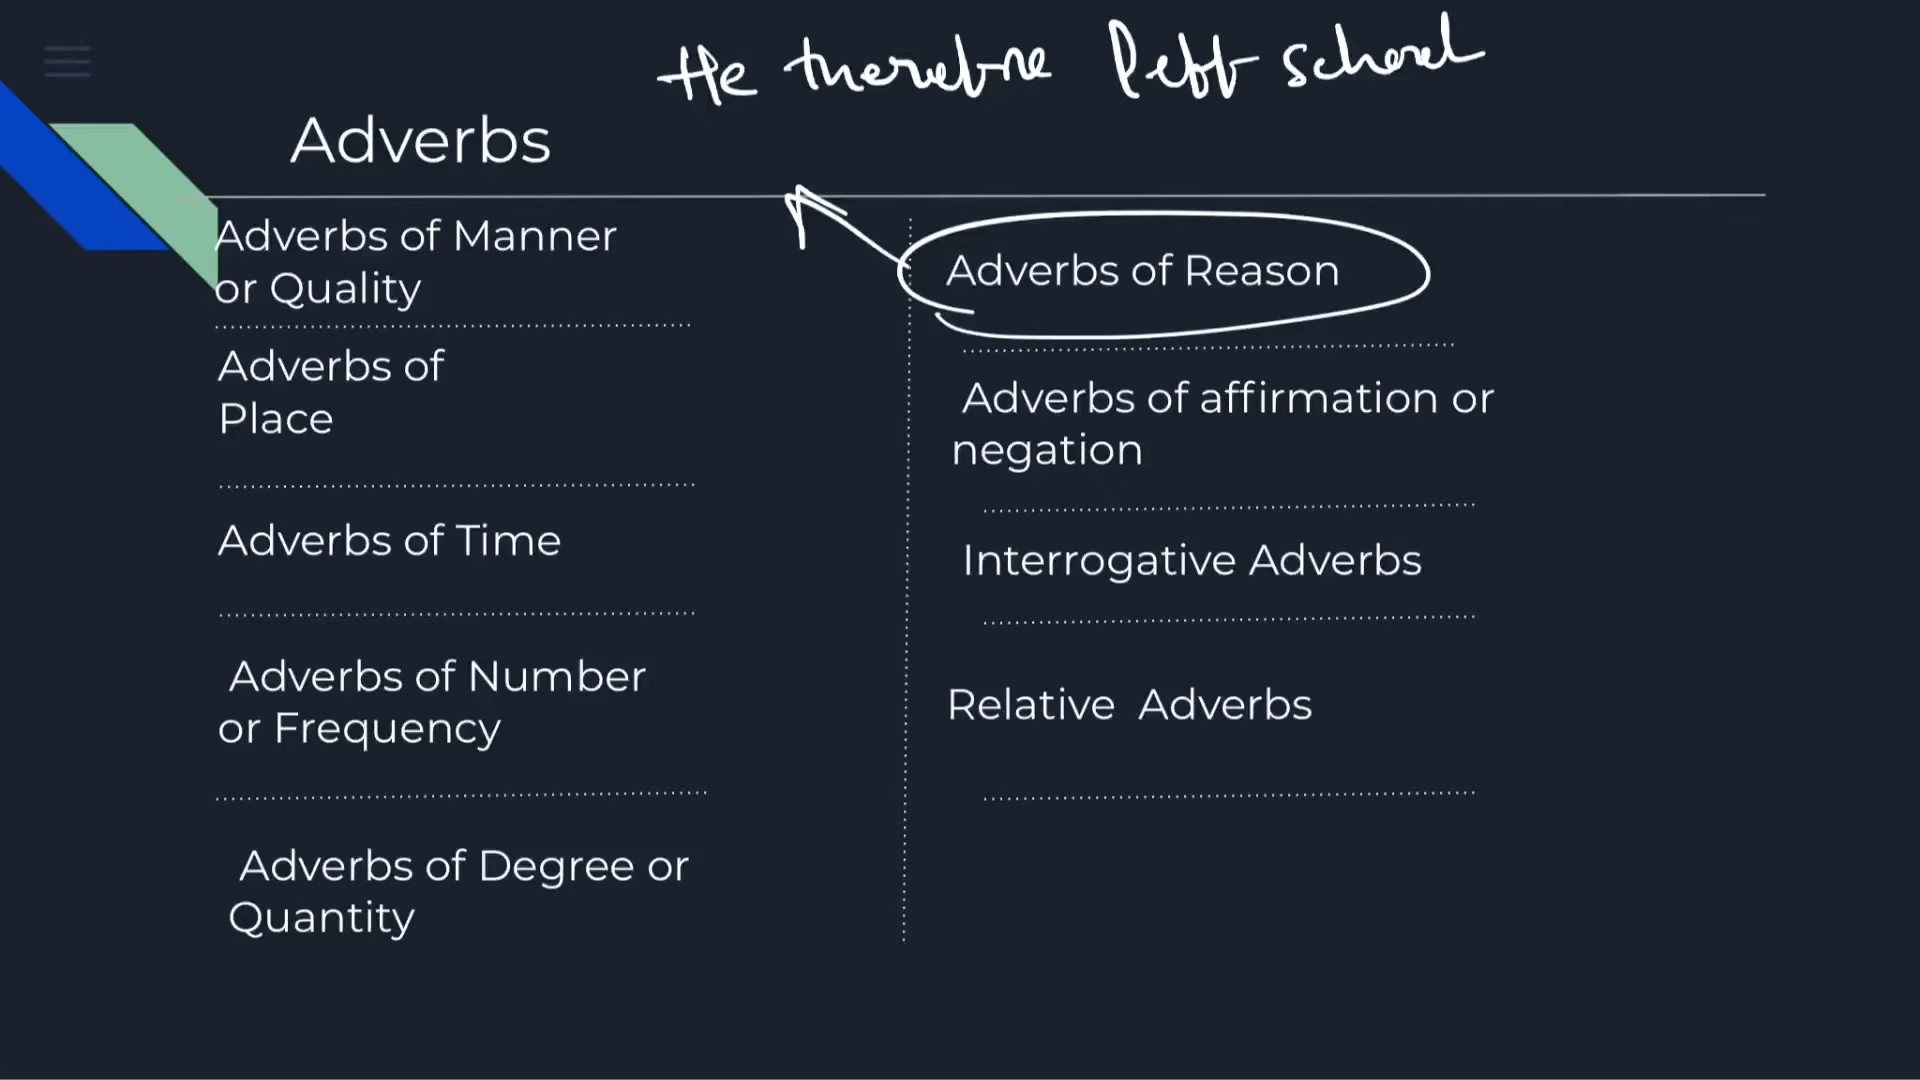 He therefore left school
Adverbs
Adverbs of Manner
or Quality
Adverbs of
Place
Adverbs of Time
Adverbs of Number
or Frequency
Adverbs of Degree or
Quantity
Adverbs of Reason
Adverbs of affirmation or
negation
Interrogative Adverbs
Relative Adverbs